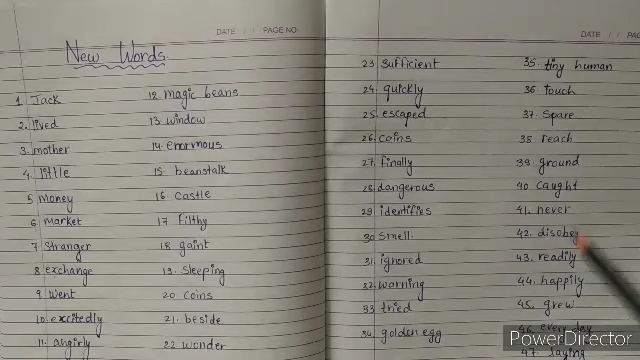 DATE / / PAGE NO
New Words
1 Jack
2. lived
3. mother
4. little
5 money
6 market
7 Stranger
8 exchange
9 went
10. excitedly
11. angirly
12 magic beans
13 window
14 enormous
15 beanstalk
16. Castle
17 filthy
18 gaint
13. Sleeping
20 coins
21. beside
22 wonder
DATE / / PAG
23 sufficient
24. quickly
25 escaped
26 coins
27 finally
28 dangerous
29 identifies
30 smell.
31 ignored
32 warning
33 tried
34 golden egg
35. tiny human
36 touch
37. Spare
38 reach
39. ground
40 caught
41. never
42. disobey
43. readily
44. happily
45. grew
46. every day
47. laying
PowerDirector